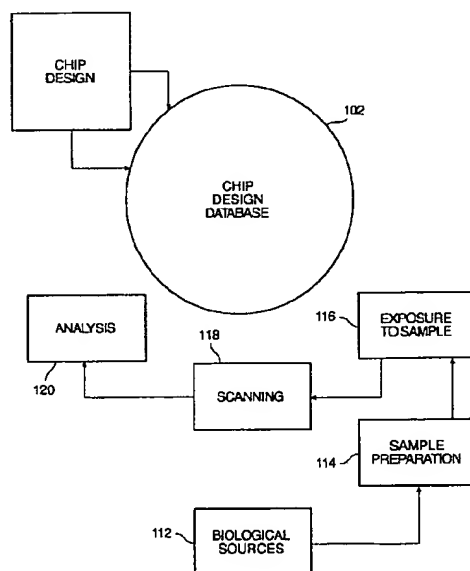 CHIP
DESIGN
102
CHIP
DESIGN
DATABASE
116
EXPOSURE
TO SAMPLE
ANALYSIS
118
120
SCANNING
SAMPLE
PREPARATION
114
112
BIOLOGICAL
SOURCES